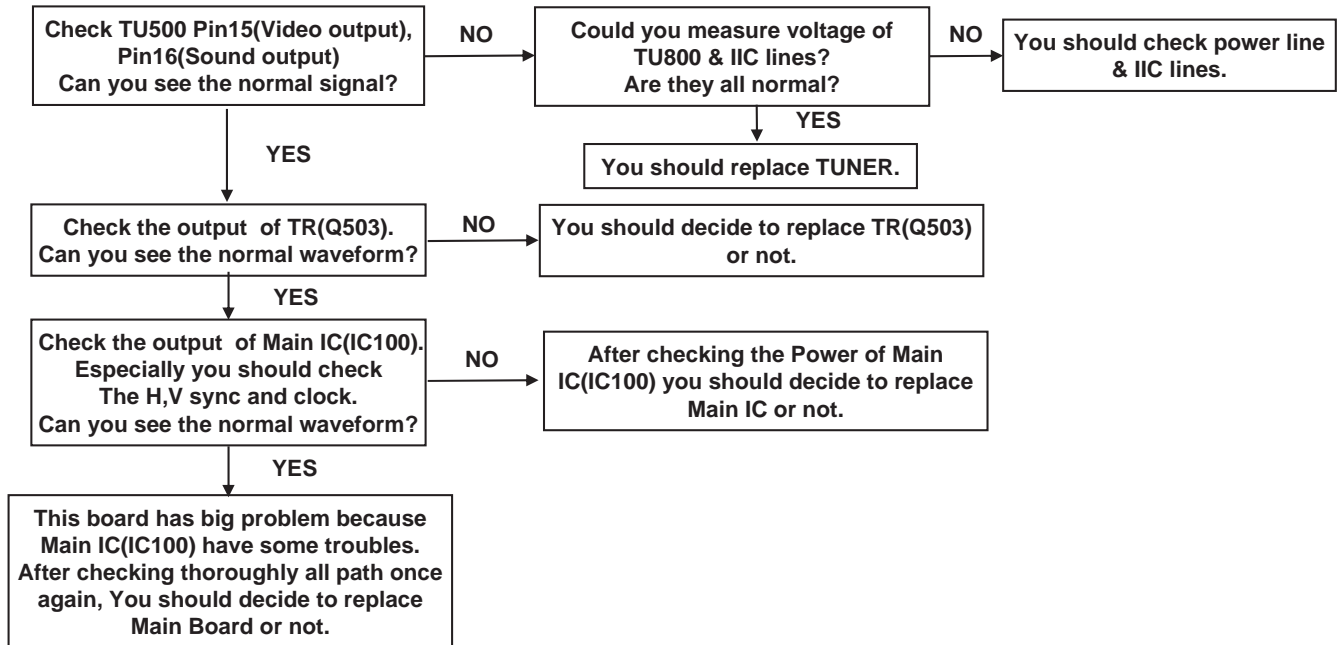 Check TU500 Pin15(Video output),
Pin16(Sound output)
Can you see the normal signal?
NO
Could you measure voltage of
TU800 & IIC lines?
Are they all normal?
NO
You should check power line
& IIC lines.
YES
You should replace TUNER.
YES
Check the output of TR(Q503).
Can you see the normal waveform?
NO
You should decide to replace TR(Q503)
or not.
YES
Check the output of Main IC(IC100).
Especially you should check
The H,V sync and clock.
Can you see the normal waveform?
NO
After checking the Power of Main
IC(IC100) you should decide to replace
Main IC or not.
YES
This board has big problem because
Main IC(IC100) have some troubles.
After checking thoroughly all path once
again, You should decide to replace
Main Board or not.